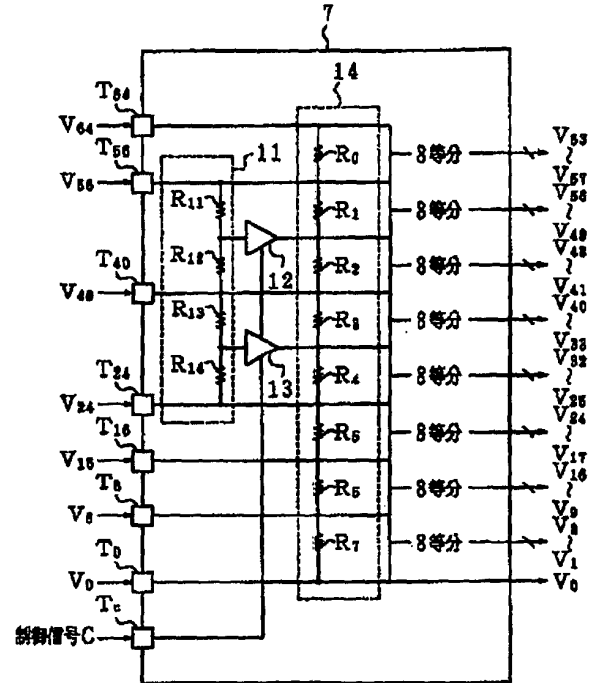 7
14
T₆₄
V₆₄
T₅₆
V₅₆
11
R₀
8等分
V₆₃
〜
V₅₇
R₁₁
R₁
8等分
V₅₆
〜
V₄₉
R₁₂
12
R₂
8等分
V₄₈
〜
V₄₁
T₄₀
V₄₀
R₁₃
R₃
8等分
V₄₀
〜
V₃₃
R₁₄
13
R₄
8等分
V₃₂
〜
V₂₅
T₂₄
V₂₄
R₅
8等分
V₂₄
〜
V₁₇
T₁₆
V₁₆
8等分
V₁₆
〜
V₉
T₈
V₈
R₇
8等分
V₈
〜
V₁
T₀
V₀
V₀
T_C
制御信号C